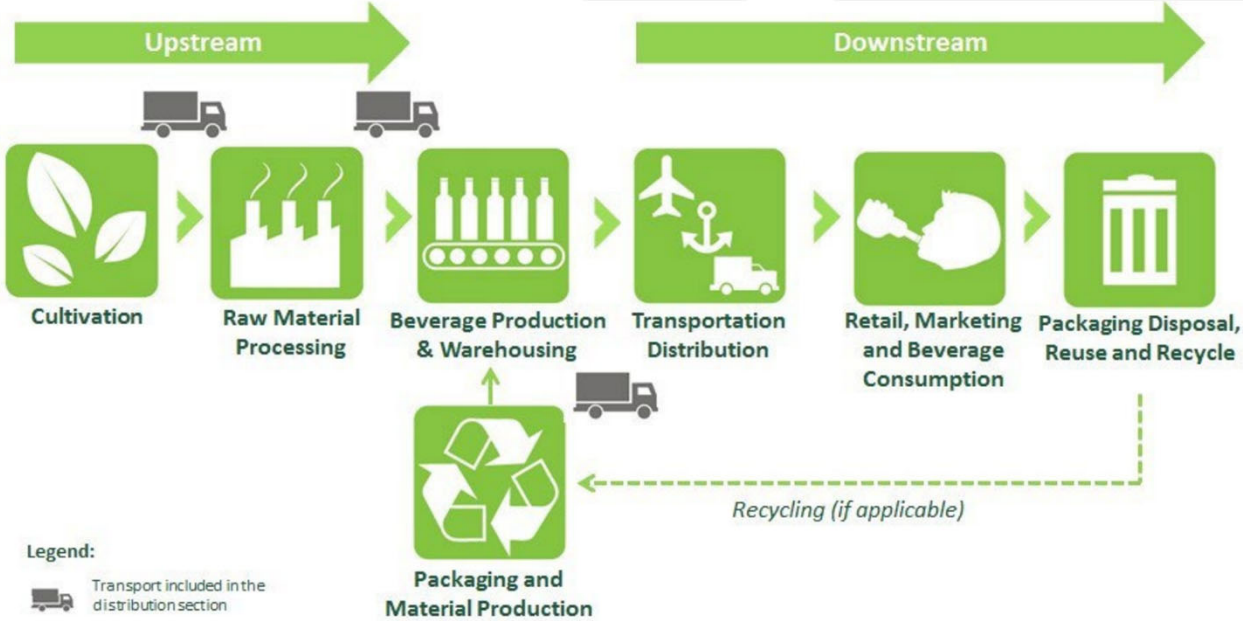 Upstream
Downstream
Cultivation
Raw Material
Processing
Beverage Production
& Warehousing
Transportation
Distribution
Retail, Marketing
and Beverage
Consumption
Packaging Disposal,
Reuse and Recycle
Recycling (if applicable)
Packaging and
Material Production
Legend:
Transport included in the
distribution section